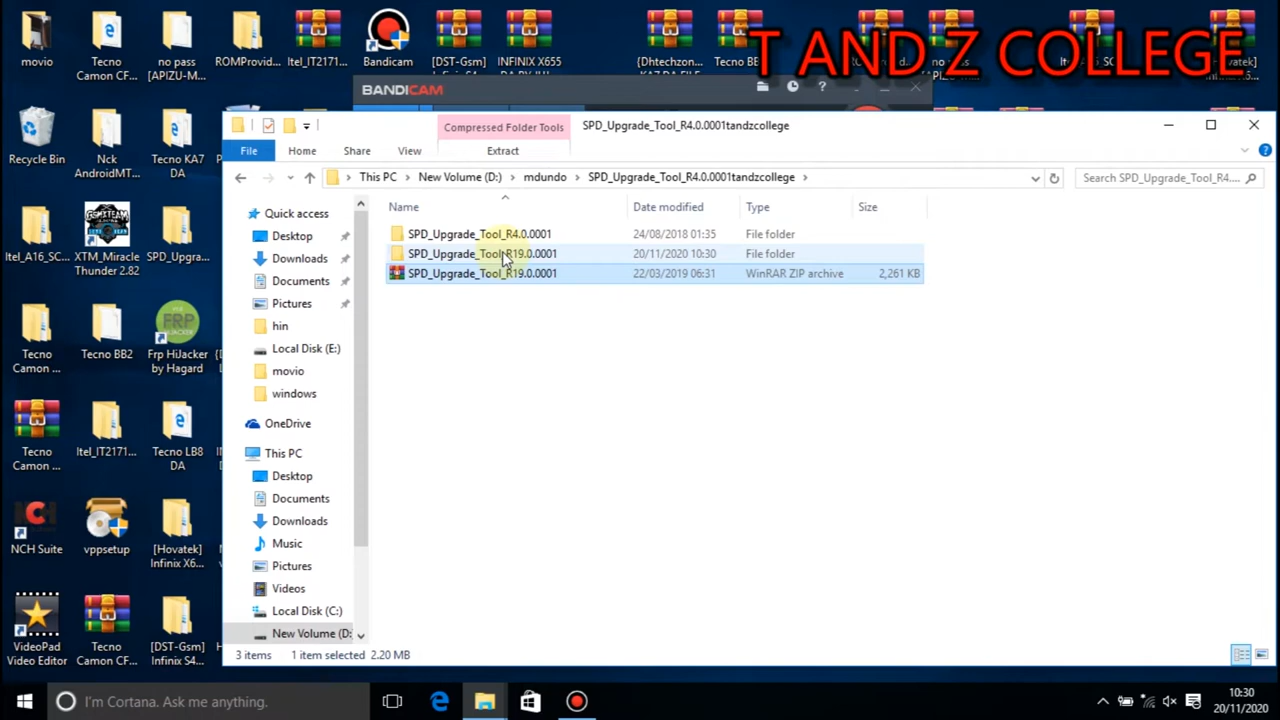 T AND Z COLLEGE
movio
Tecno
Camon CF...
no pass
[APIZU-M...
ROMProvid...
Itel_IT2171...
Bandicam
[DST-Gsm]
Infinix S4...
INFINIX X655
{Dhtechzon...
Tecno BB
BANDICAM
?
Recycle Bin
Nck
AndroidMT...
Tecno KA7
DA
Itel_A16_SC...
GSMXTEAM
XTM_Miracle
Thunder 2.82
SPD_Upgra...
Tecno
Camon ...
Tecno BB2
Frp HiJacker
by Hagard
Tecno
Camon ...
Itel_IT2171...
Tecno LB8
DA
NCH Suite
vppsetup
[Hovatek]
Infinix X6...
VideoPad
Video Editor
Tecno
Camon CF...
[DST-Gsm]
Infinix S4...
Compressed Folder Tools
SPD_Upgrade_Tool_R4.0.0001tandzcollege
File
Home
Share
View
Extract
This PC
New Volume (D:)
mdundo
SPD_Upgrade_Tool_R4.0.0001tandzcollege
Search SPD_Upgrade_Tool_R4....
Name
Date modified
Type
Size
SPD_Upgrade_Tool_R4.0.0001 24/08/2018 01:35 File folder
SPD_Upgrade_Tool_R19.0.0001 20/11/2020 10:30 File folder
SPD_Upgrade_Tool_R19.0.0001 22/03/2019 06:31 WinRAR ZIP archive 2,261 KB
Quick access
Desktop
Downloads
Documents
Pictures
hin
Local Disk (E:)
movio
windows
OneDrive
This PC
Desktop
Documents
Downloads
Music
Pictures
Videos
Local Disk (C:)
New Volume (D:
3 items 1 item selected 2.20 MB
I'm Cortana. Ask me anything.
10:30
20/11/2020